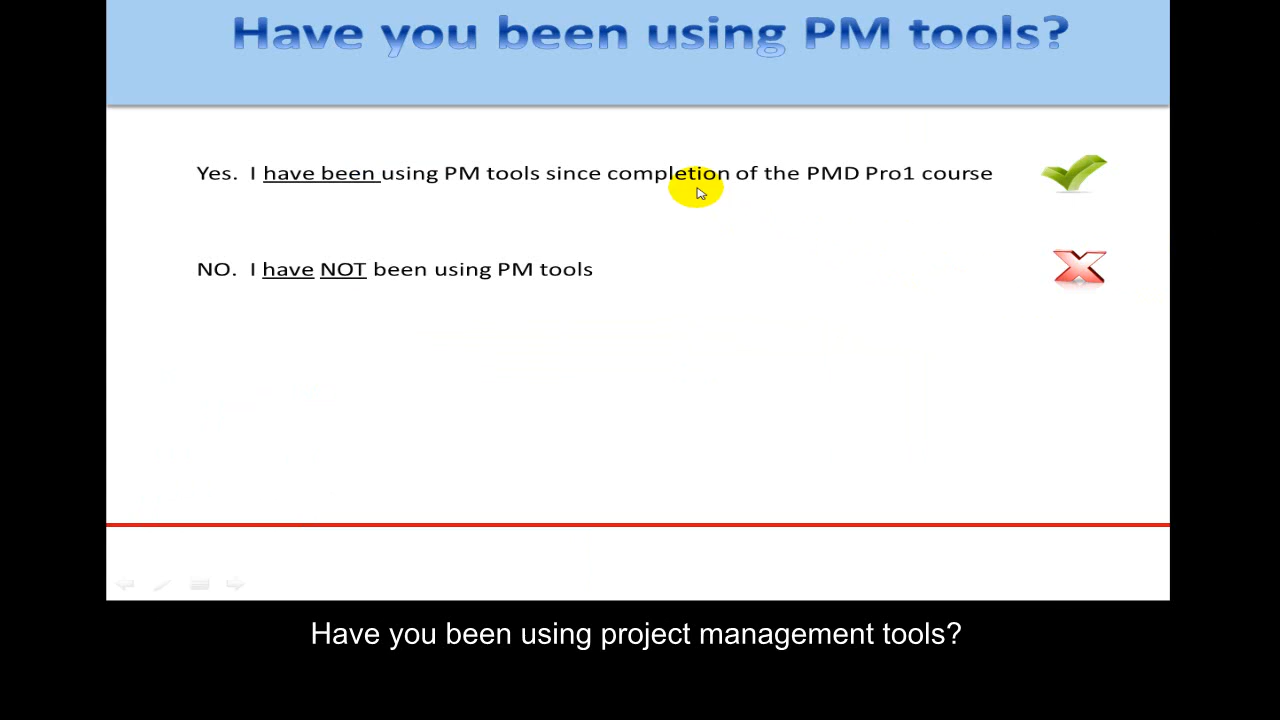 Have you been using PM tools?
Yes. I have been using PM tools since completion of the PMD Pro1 course
NO. I have NOT been using PM tools
Have you been using project management tools?